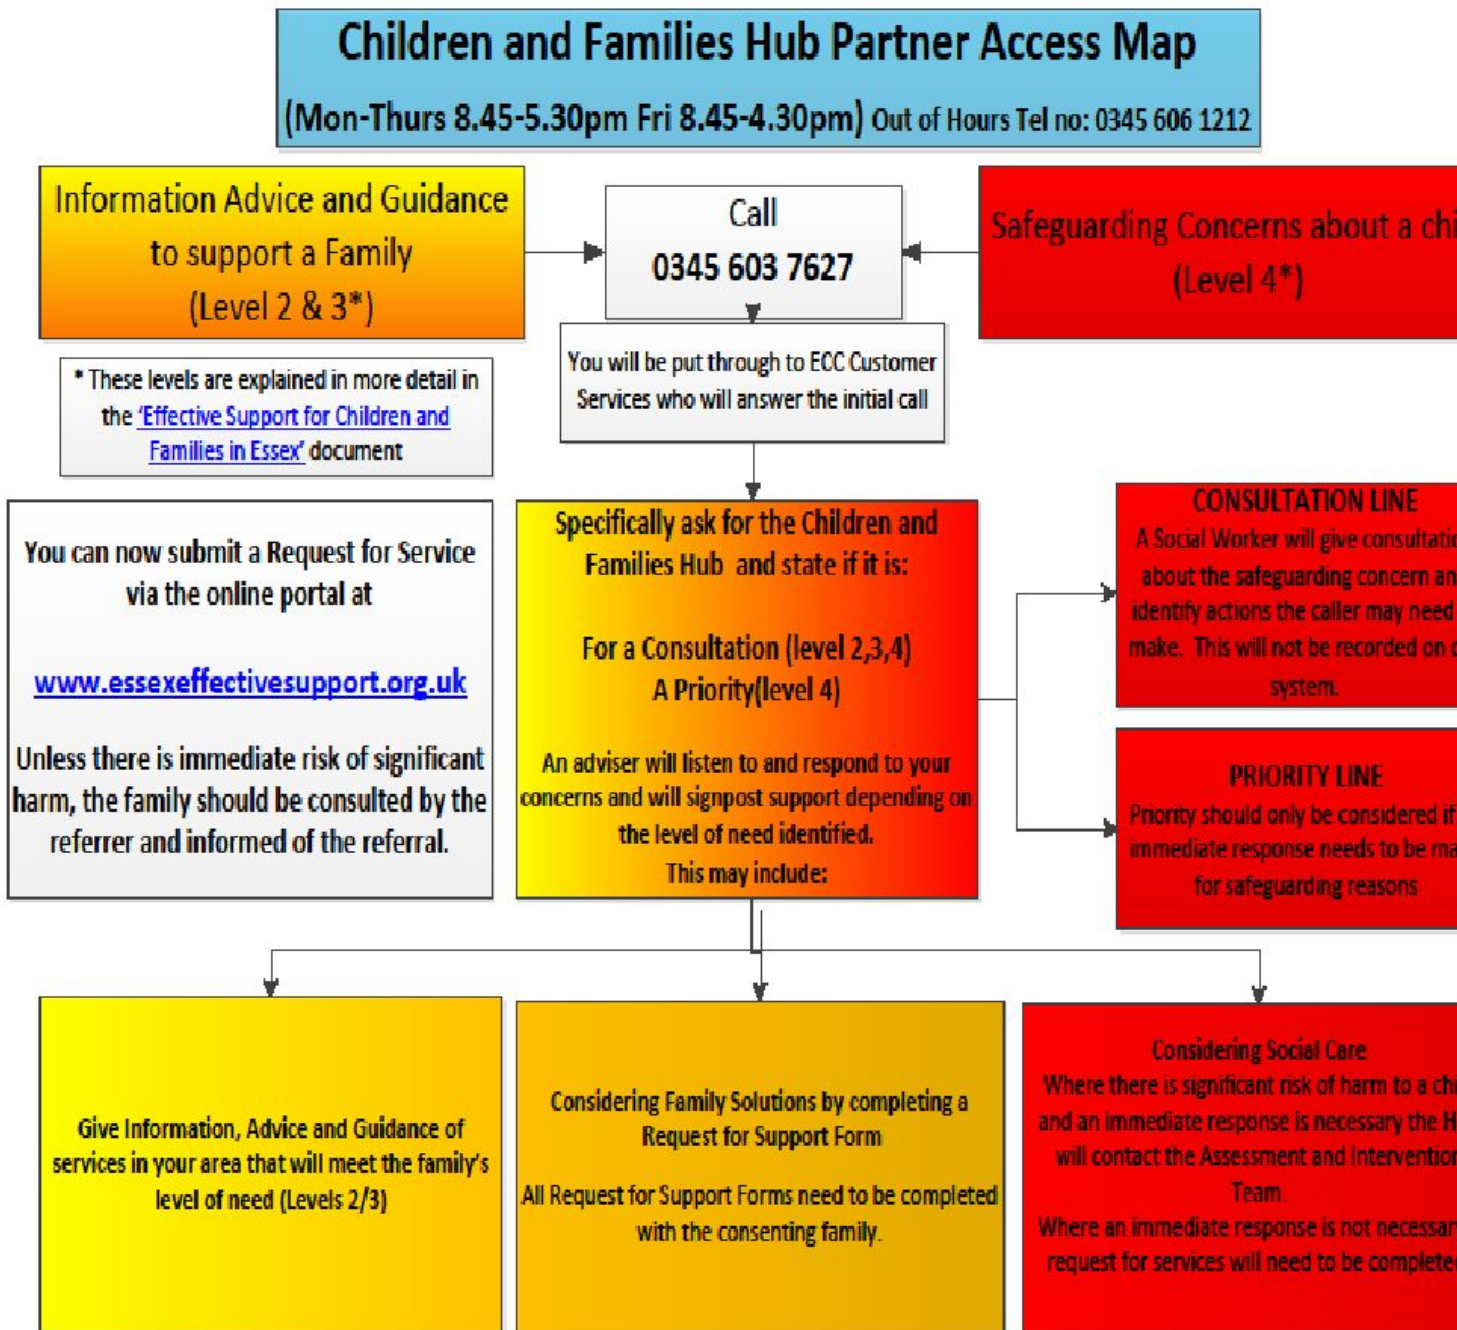 Children and Families Hub Partner Access Map
(Mon-Thurs 8.45-5.30pm Fri 8.45-4.30pm) Out of Hours Tel no: 0345 606 1212
Information Advice and Guidance
to support a Family
(Level 2 & 3*)
Call
0345 603 7627
Safeguarding Concerns about a
(Level 4*)
* These levels are explained in more detail in
the 'Effective Support for Children and
Families in Essex' document
You will be put through to ECC Customer
Services who will answer the initial call
You can now submit a Request for Service
via the online portal at
www.essexeffectivesupport.org.uk
Unless there is immediate risk of significant
harm, the family should be consulted by the
referrer and informed of the referral.
Specifically ask for the Children and
Families Hub and state if it is:
For a Consultation (level 2,3,4)
A Priority(level 4)
An adviser will listen to and respond to your
concerns and will signpost support depending on
the level of need identified.
This may include:
CONSULTATION LINE
A Social Worker will give
about the safeguarding concern
identify actions the caller may need
make. This will not be recorded on
system.
PRIORITY LINE
Priority should only be considered if
immediate response needs to be
for safeguarding reasons
Give Information, Advice and Guidance of
services in your area that will meet the family's
level of need (Levels 2/3)
Considering Family Solutions by completing a
Request for Support Form
All Request for Support Forms need to be completed
with the consenting family.
Considering Social Care
Where there is significant risk of harm to a
and an immediate response is necessary the
will contact the Assessment and Intervention
Team.
Where an immediate response is not
request for services will need to be